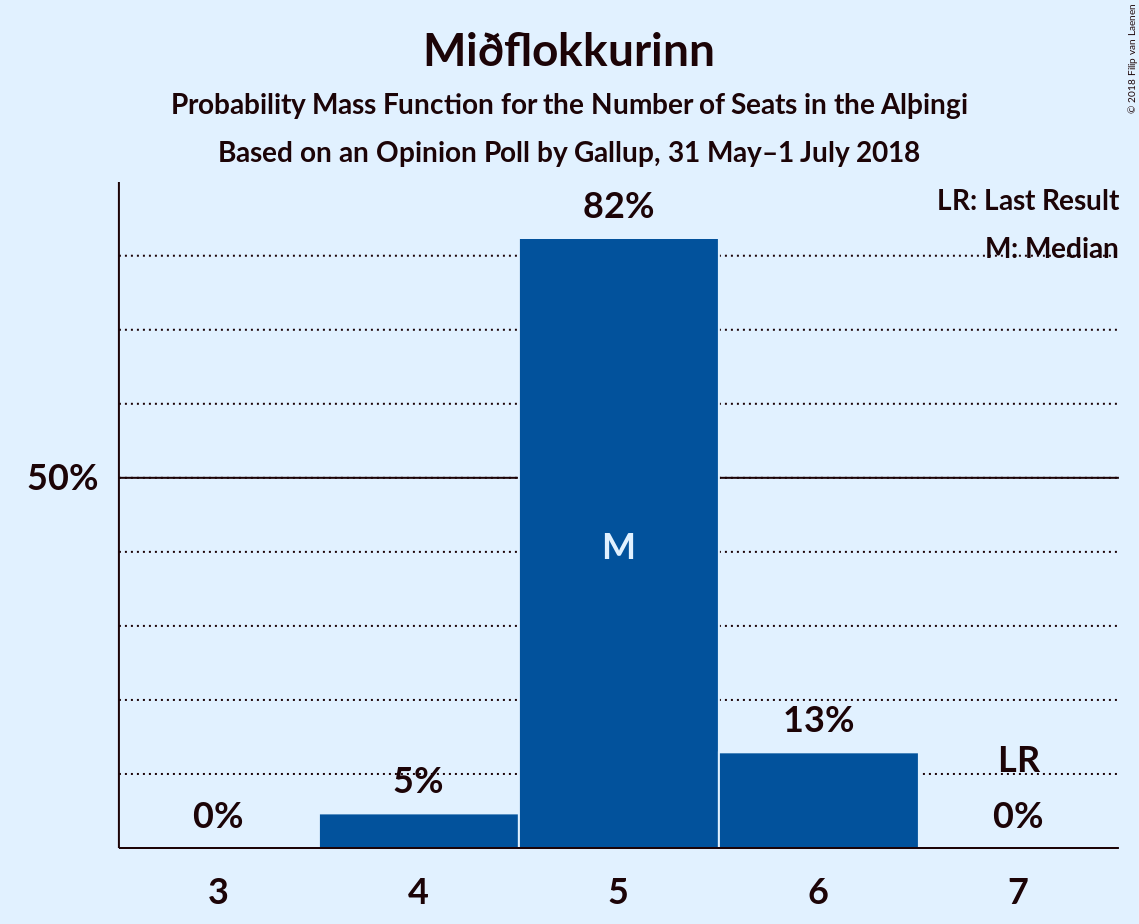 Miðflokkurinn
Probability Mass Function for the Number of Seats in the Alþingi
Based on an Opinion Poll by Gallup, 31 May–1 July 2018
© 2018 Filip van Laenen
LR: Last Result
M: Median
82%
50%
M
13%
LR
5%
0%
0%
3
4
5
6
7